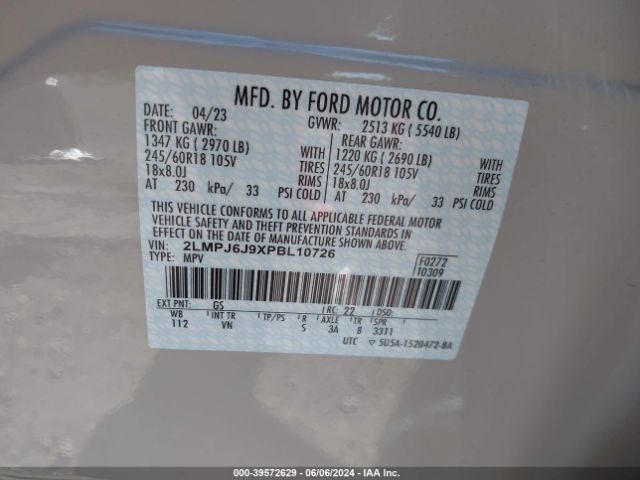 MFD. BY FORD MOTOR CO.
DATE: 04/23 GVWR: 2513 KG ( 5540 LB)
FRONT GAWR: REAR GAWR:
1347 KG ( 2970 LB) WITH 1220 KG ( 2690 LB) WITH
245/60R18 105V TIRES 245/60R18 105V TIRES
18x8.0J RIMS 18x8.0J RIMS
AT 230 kPa/ 33 PSI COLD AT 230 kPa/ 33 PSI COLD
THIS VEHICLE CONFORMS TO ALL APPLICABLE FEDERAL MOTOR
VEHICLE SAFETY AND THEFT PREVENTION STANDARDS IN
EFFECT ON THE DATE OF MANUFACTURE SHOWN ABOVE.
VIN: 2LMPJ6J9XPBL10726 F0272
TYPE: MPV T0309
EXT PNT: GS RC: 22 DSO:
WB INT TR TP/PS R AXLE TR SPR
112 VN S 3A 8 3311
UTC ▽ 5U5A-1520472-BA
000-39572629 - 06/06/2024 - IAA Inc.